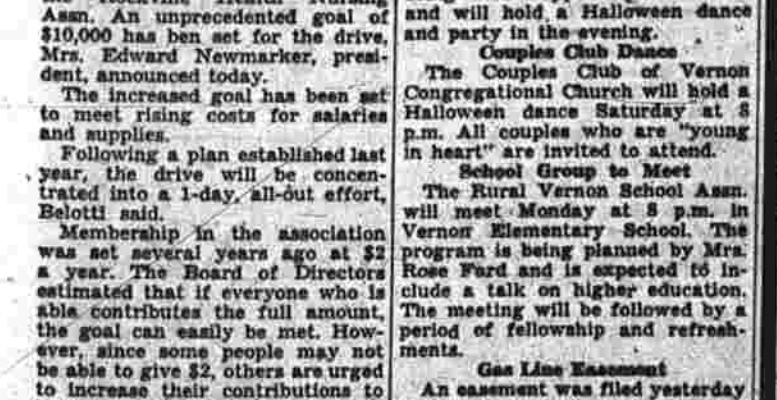 Assn. An unprecedented goal of
$10,000 has ben set for the drive,
Mrs. Edward Newmarker, presi-
dent, announced today.
The increased goal has been set
to meet rising costs for salaries
and supplies.
Following a plan established last
year, the drive will be concen-
trated into a 1-day, all-out effort,
Belotti said.
Membership in the association
was set several years ago at $2
a year. The Board of Directors
estimated that if everyone who is
able contributes the full amount,
the goal can easily be met. How-
ever, since some people may not
be able to give $2, others are urged
to increase their contributions to
and will hold a Halloween dance
and party in the evening.
Couples Club Dance
The Couples Club of Vernon
Congregational Church will hold a
Halloween dance Saturday at 8
p.m. All couples who are "young
in heart" are invited to attend.
School Group to Meet
The Rural Vernon School Assn.
will meet Monday at 8 p.m. in
Vernon Elementary School. The
program is being planned by Mrs.
Rose Ford and is expected to in-
clude a talk on higher education.
The meeting will be followed by a
period of fellowship and refresh-
ments.
Gas Line Easement
An easement was filed yesterday